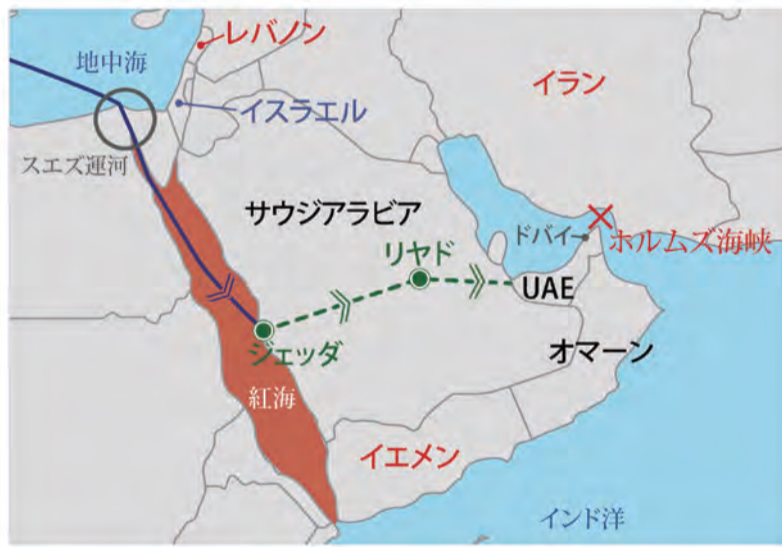 レバノン
地中海
イラン
イスラエル
スエズ運河
サウジアラビア
ドバイ
ホルムズ海峡
リヤド
UAE
ジェッダ
オマーン
紅海
イエメン
インド洋